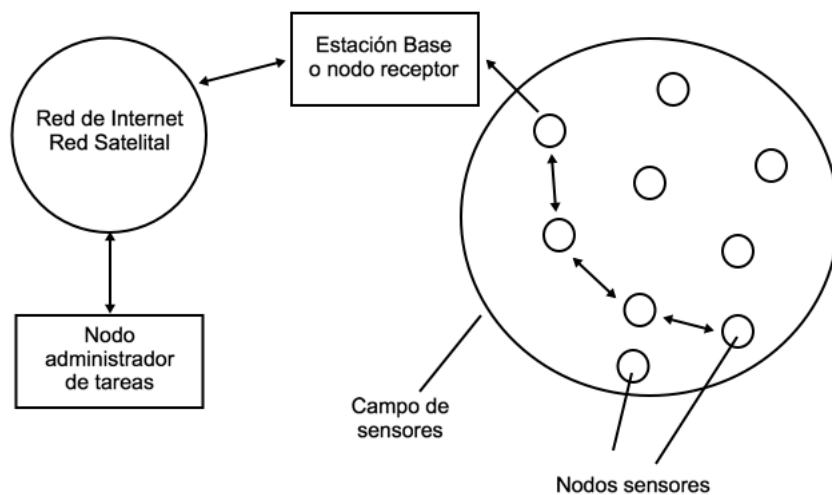 Estación Base
o nodo receptor
Red de Internet
Red Satelital
Nodo
administrador
de tareas
Campo de
sensores
Nodos sensores